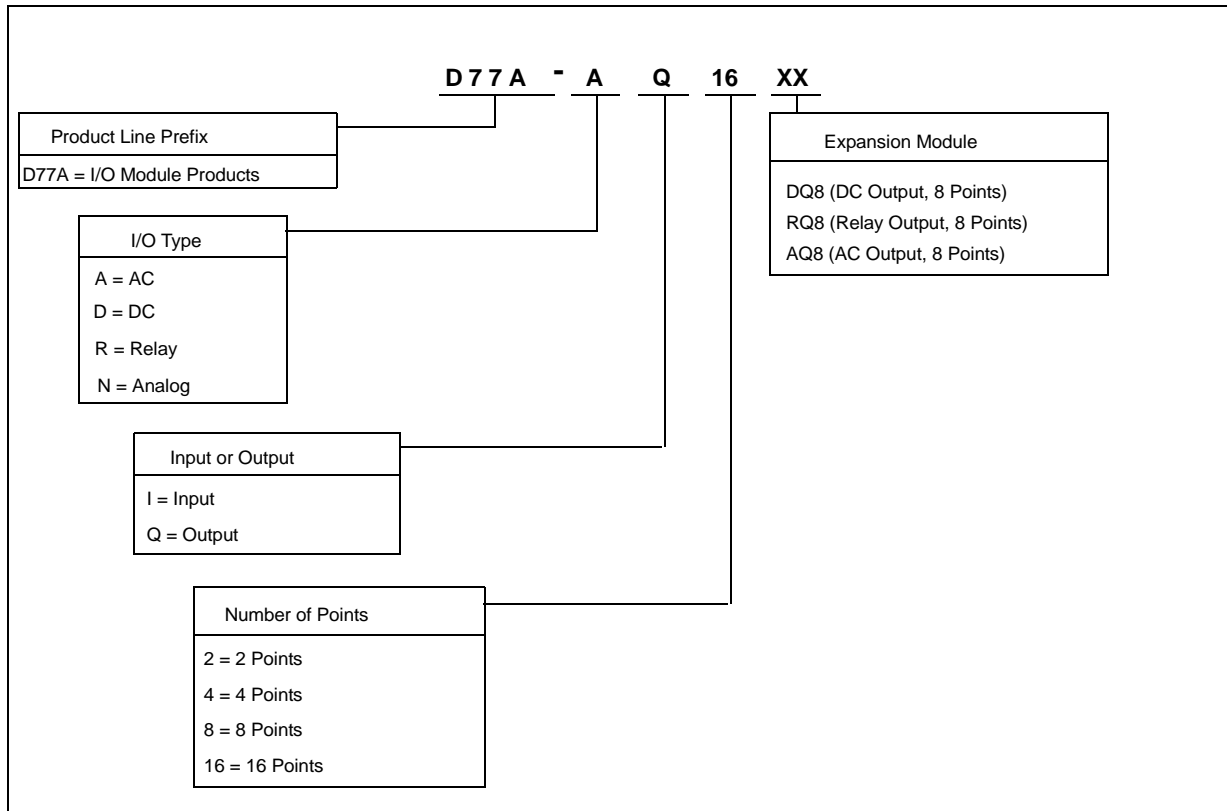 D77A - A Q 16 XX
Product Line Prefix
D77A = I/O Module Products
I/O Type
A = AC
D = DC
R = Relay
N = Analog
Input or Output
I = Input
Q = Output
Number of Points
2 = 2 Points
4 = 4 Points
8 = 8 Points
16 = 16 Points
Expansion Module
DQ8 (DC Output, 8 Points)
RQ8 (Relay Output, 8 Points)
AQ8 (AC Output, 8 Points)